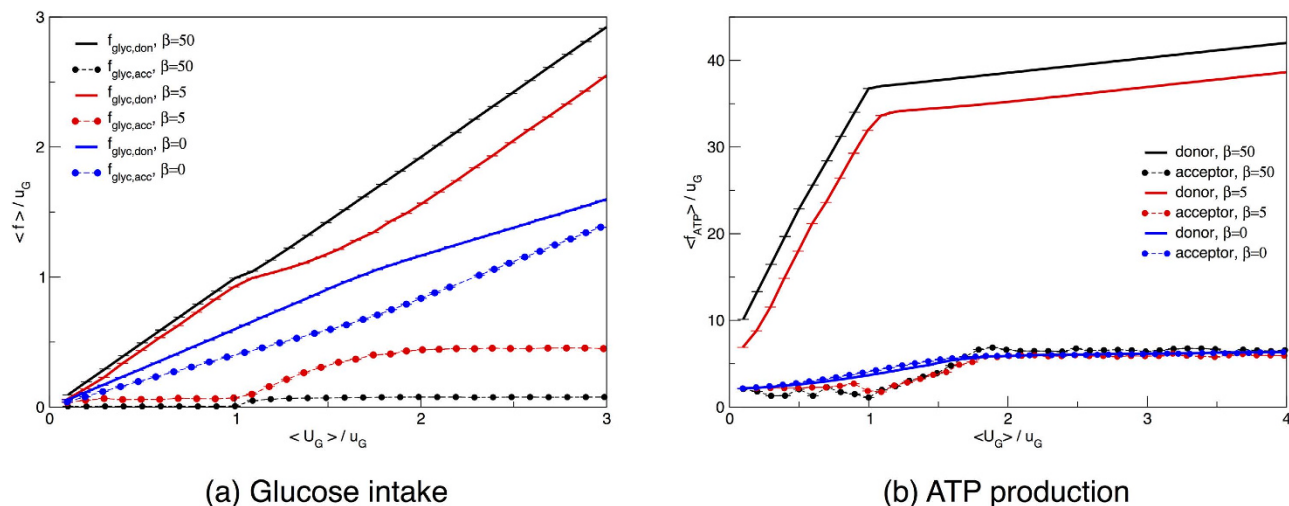 3
2
1
0
<f> / u_G
f_glyc,don, β=50
f_glyc,acc, β=50
f_glyc,don, β=5
f_glyc,acc, β=5
f_glyc,don, β=0
f_glyc,acc, β=0
0 1 2 3
< U_G > / u_G
(a) Glucose intake
40
30
20
10
0
<f_ATP> / u_G
donor, β=50
acceptor, β=50
donor, β=5
acceptor, β=5
donor, β=0
acceptor, β=0
0 1 2 3 4
<U_G> / u_G
(b) ATP production